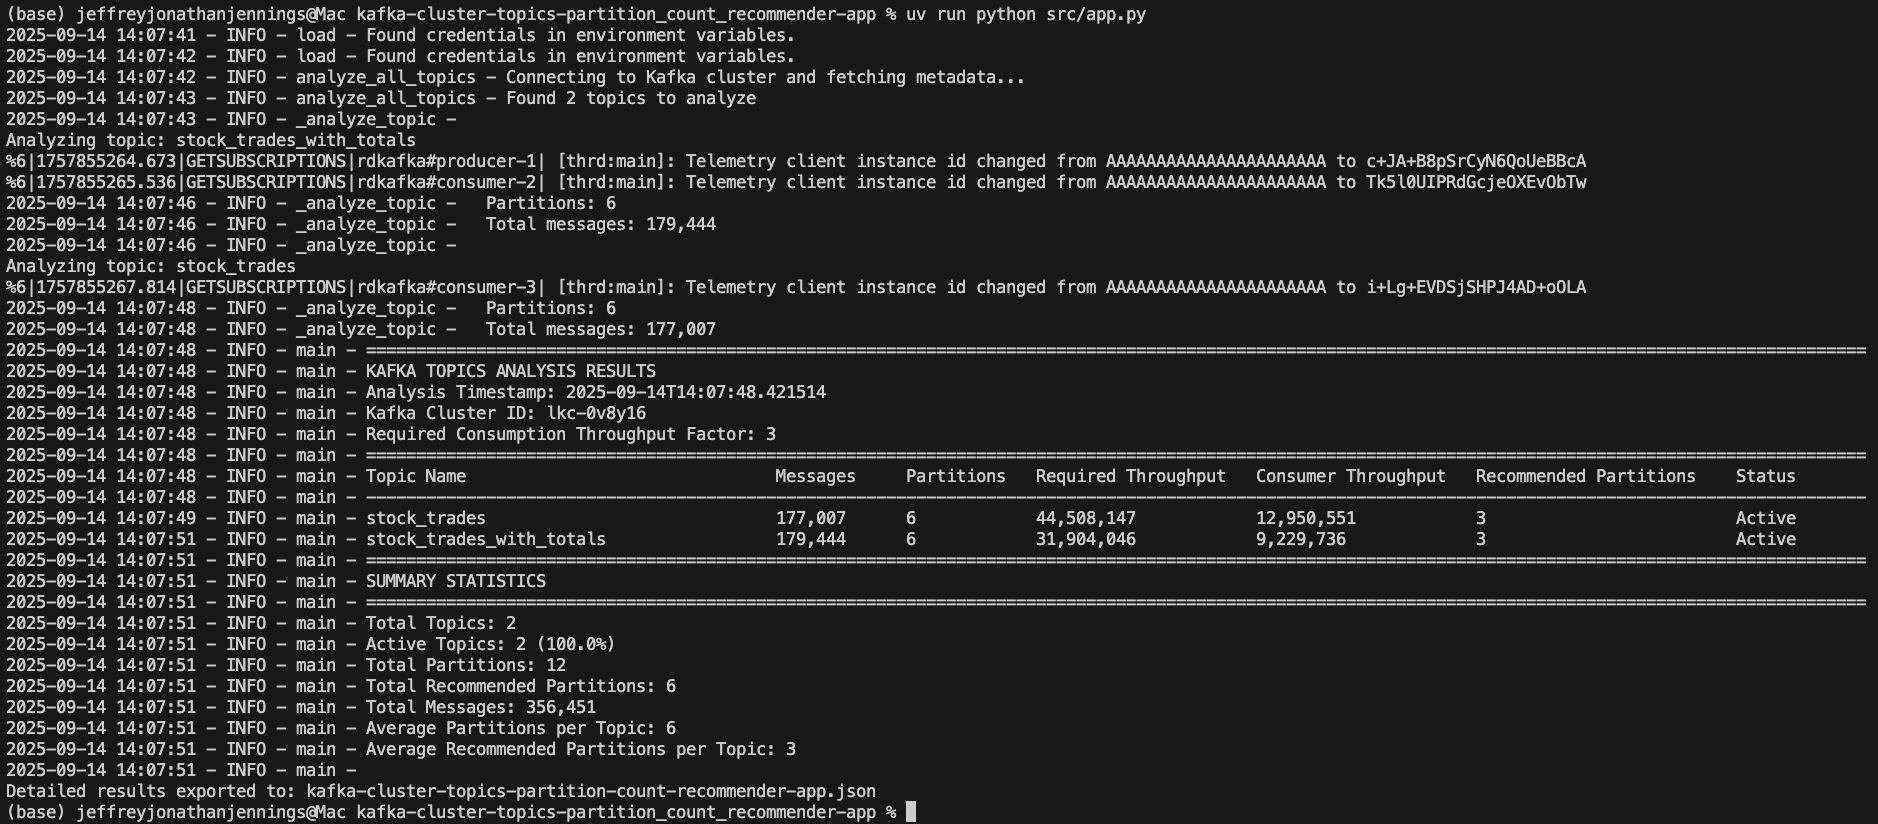 (base) jeffreyjonathanjennings@Mac kafka-cluster-topics-partition_count_recommender-app % uv run python src/app.py
2025-09-14 14:07:41 - INFO - load - Found credentials in environment variables.
2025-09-14 14:07:42 - INFO - load - Found credentials in environment variables.
2025-09-14 14:07:42 - INFO - analyze_all_topics - Connecting to Kafka cluster and fetching metadata...
2025-09-14 14:07:43 - INFO - analyze_all_topics - Found 2 topics to analyze
2025-09-14 14:07:43 - INFO - _analyze_topic -
Analyzing topic: stock_trades_with_totals
%6|1757855264.673|GETSUBSCRIPTIONS|rdkafka#producer-1| [thrd:main]: Telemetry client instance id changed from AAAAAAAAAAAAAAAAAAAAAA to c+JA+B8pSrCyN6QoUeBBcA
%6|1757855265.536|GETSUBSCRIPTIONS|rdkafka#consumer-2| [thrd:main]: Telemetry client instance id changed from AAAAAAAAAAAAAAAAAAAAAA to Tk5l0UIPRdGcjeOXEvObTw
2025-09-14 14:07:46 - INFO - _analyze_topic -   Partitions: 6
2025-09-14 14:07:46 - INFO - _analyze_topic -   Total messages: 179,444
2025-09-14 14:07:46 - INFO - _analyze_topic -
Analyzing topic: stock_trades
%6|1757855267.814|GETSUBSCRIPTIONS|rdkafka#consumer-3| [thrd:main]: Telemetry client instance id changed from AAAAAAAAAAAAAAAAAAAAAA to i+Lg+EVDSjSHPJ4AD+oOLA
2025-09-14 14:07:48 - INFO - _analyze_topic -   Partitions: 6
2025-09-14 14:07:48 - INFO - _analyze_topic -   Total messages: 177,007
2025-09-14 14:07:48 - INFO - main - ======================================================================================================================================================
2025-09-14 14:07:48 - INFO - main - KAFKA TOPICS ANALYSIS RESULTS
2025-09-14 14:07:48 - INFO - main - Analysis Timestamp: 2025-09-14T14:07:48.421514
2025-09-14 14:07:48 - INFO - main - Kafka Cluster ID: lkc-0v8y16
2025-09-14 14:07:48 - INFO - main - Required Consumption Throughput Factor: 3
2025-09-14 14:07:48 - INFO - main - ======================================================================================================================================================
2025-09-14 14:07:48 - INFO - main - Topic Name                               Messages     Partitions   Required Throughput   Consumer Throughput   Recommended Partitions    Status
2025-09-14 14:07:48 - INFO - main - ------------------------------------------------------------------------------------------------------------------------------------------------------
2025-09-14 14:07:49 - INFO - main - stock_trades                             177,007      6            44,508,147            12,950,551            3                         Active
2025-09-14 14:07:51 - INFO - main - stock_trades_with_totals                 179,444      6            31,904,046            9,229,736             3                         Active
2025-09-14 14:07:51 - INFO - main - ======================================================================================================================================================
2025-09-14 14:07:51 - INFO - main - SUMMARY STATISTICS
2025-09-14 14:07:51 - INFO - main - ======================================================================================================================================================
2025-09-14 14:07:51 - INFO - main - Total Topics: 2
2025-09-14 14:07:51 - INFO - main - Active Topics: 2 (100.0%)
2025-09-14 14:07:51 - INFO - main - Total Partitions: 12
2025-09-14 14:07:51 - INFO - main - Total Recommended Partitions: 6
2025-09-14 14:07:51 - INFO - main - Total Messages: 356,451
2025-09-14 14:07:51 - INFO - main - Average Partitions per Topic: 6
2025-09-14 14:07:51 - INFO - main - Average Recommended Partitions per Topic: 3
2025-09-14 14:07:51 - INFO - main -
Detailed results exported to: kafka-cluster-topics-partition-count-recommender-app.json
(base) jeffreyjonathanjennings@Mac kafka-cluster-topics-partition_count_recommender-app %